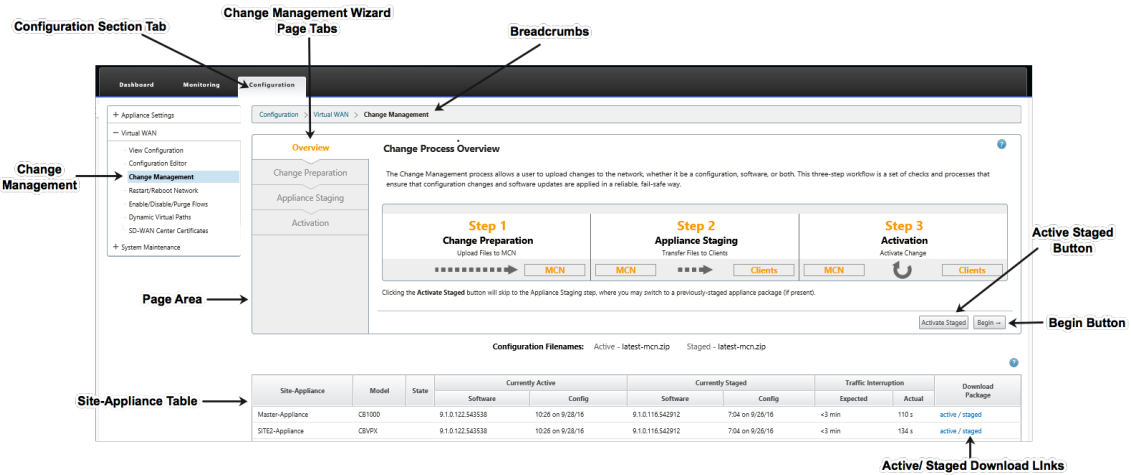 Change Management Wizard
Page Tabs
Configuration Section Tab
Breadcrumbs
Dashboard Monitoring Configuration
+ Appliance Settings
− Virtual WAN
View Configuration
Configuration Editor
Change Management
Restart/Reboot Network
Enable/Disable/Purge Flows
Dynamic Virtual Paths
SD-WAN Center Certificates
+ System Maintenance
Change
Management
Configuration > Virtual WAN > Change Management
Overview
Change Preparation
Appliance Staging
Activation
Change Process Overview
?
The Change Management process allows a user to upload changes to the network, whether it be a configuration, software, or both. This three-step workflow is a set of checks and processes that
ensure that configuration changes and software updates are applied in a reliable, fail-safe way.
Step 1
Change Preparation
Upload Files to MCN
MCN
Step 2
Appliance Staging
Transfer Files to Clients
MCN Clients
Step 3
Activation
Activate Change
MCN Clients
Active Staged
Button
Page Area
Clicking the Activate Staged button will skip to the Appliance Staging step, where you may switch to a previously-staged appliance package (if present).
Activate Staged Begin →
Begin Button
Configuration Filenames: Active - latest-mcn.zip Staged - latest-mcn.zip
?
Site-Appliance Table
Site-Appliance Model State Currently Active Currently Staged Traffic Interruption Download
Package
Software Config Software Config Expected Actual
Master-Appliance CB1000 9.1.0.122.543538 10:26 on 9/28/16 9.1.0.116.542912 7:04 on 9/26/16 <3 min 110 s active / staged
SITE2-Appliance CBVPX 9.1.0.122.543538 10:26 on 9/28/16 9.1.0.116.542912 7:04 on 9/26/16 <3 min 134 s active / staged
Active/ Staged Download LInks